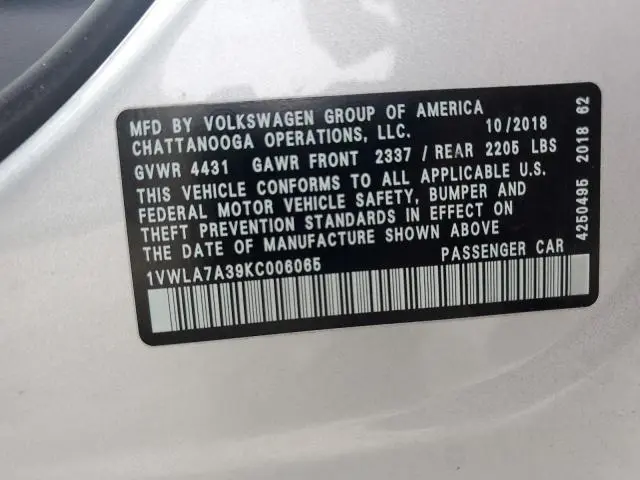 MFD BY VOLKSWAGEN GROUP OF AMERICA
CHATTANOOGA OPERATIONS, LLC. 10/2018
GVWR 4431 GAWR FRONT 2337 / REAR 2205 LBS
THIS VEHICLE CONFORMS TO ALL APPLICABLE U.S.
FEDERAL MOTOR VEHICLE SAFETY, BUMPER AND
THEFT PREVENTION STANDARDS IN EFFECT ON
THE DATE OF MANUFACTURE SHOWN ABOVE
1VWLA7A39KC006065 PASSENGER CAR
4250495 2018 62